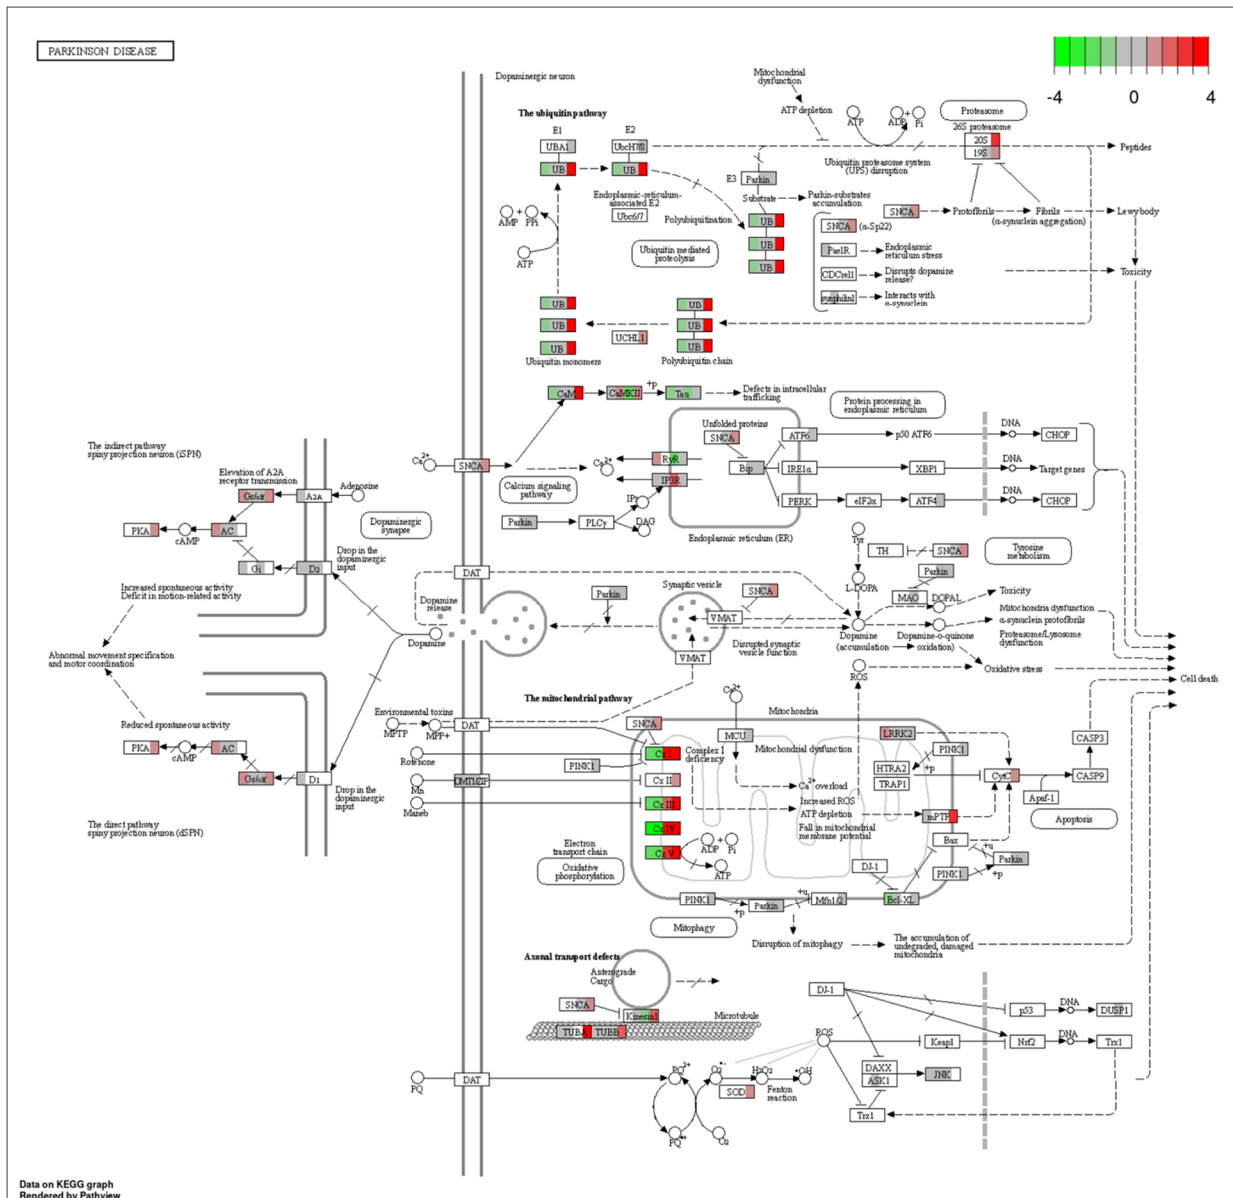 PARKINSON DISEASE
-4
0
4
Dopaminergic neuron
Mitochondrial
dysfunction
ATP depletion
The ubiquitin pathway
E1
E2
UBA1
UbcH7/8
UB
UB
Endoplasmic-reticulum-
associated E2
Ubc6/7
AMP
+
PPi
ATP
ATP
ADP
+
Pi
Proteasome
26S proteasome
20S
19S
Peptides
Ubiquitin proteasome system
(UPS) disruption
E3
Parkin
Substrate
Parkin-substrates
accumulation
Polyubiquitination
Ubiquitin mediated
proteolysis
UB
UB
UB
SNCA
Protofibrils
Fibrils
(α-synuclein aggregation)
Lewy body
SNCA
(α-Sp22)
PaelR
Endoplasmic
reticulum stress
CDCrel1
Disrupts dopamine
release?
synphilin1
Interacts with
α-synuclein
Toxicity
UB
UB
UB
Ubiquitin monomers
UCHL1
UB
UB
UB
Polyubiquitin chain
CaM
CaMKII
+p
Tau
Defects in intracellular
trafficking
Protein processing in
endoplasmic reticulum
The indirect pathway
spiny projection neuron (iSPN)
Elevation of A2A
receptor transmission
Gs/olf
A2A
Adenosine
PKA
cAMP
AC
Gi
D2
Drop in the
dopaminergic
input
Dopaminergic
synapse
Increased spontaneous activity
Deficit in motion-related activity
Abnormal movement specification
and motor coordination
Reduced spontaneous activity
PKA
cAMP
AC
Gs/olf
D1
Drop in the
dopaminergic
input
The direct pathway
spiny projection neuron (dSPN)
Ca2+
SNCA
Ca2+
Calcium signaling
pathway
RyR
IP3R
IP3
DAG
Parkin
PLCγ
Unfolded proteins
SNCA
Bip
Endoplasmic reticulum (ER)
ATF6
p50 ATF6
DNA
CHOP
IRE1α
XBP1
DNA
Target genes
PERK
eIF2α
ATF4
DNA
CHOP
Tyr
TH
SNCA
Tyrosine
metabolism
L-DOPA
Parkin
MAO
DOPAL
Toxicity
DAT
Dopamine
release
Dopamine
Parkin
Synaptic vesicle
SNCA
VMAT
VMAT
Disrupted synaptic
vesicle function
Dopamine
(accumulation
Dopamine-o-quinone
oxidation)
Mitochondria dysfunction
α-synuclein protofibrils
Proteasome/Lysosome dysfunction
Oxidative stress
ROS
Cell death
The mitochondrial pathway
Environmental toxins
MPTP
MPP+
DAT
Rotenone
Mn
DMT1/ZIP
Maneb
SNCA
PINK1
Cx I
Complex I
deficiency
Cx II
Cx III
Cx IV
Cx V
ADP
+
Pi
ATP
Electron
transport chain
Oxidative
phosphorylation
Ca2+
MCU
Mitochondria
Mitochondrial dysfunction
Ca2+ overload
Increased ROS
ATP depletion
Fall in mitochondrial
membrane potential
LRRK2
PINK1
+p
HTRA2
TRAP1
CytC
CASP3
CASP9
Apaf-1
Apoptosis
mPTP
Bax
+u
Parkin
DJ-1
PINK1
+p
Bcl-XL
PINK1
+p
Parkin
+u
Mfn1/2
Mitophagy
Disruption of mitophagy
The accumulation of
undegraded, damaged
mitochondria
Axonal transport defects
Anterograde
Cargo
SNCA
Kinesin1
TUBA
TUBB
Microtubule
PQ
DAT
PQ2+
PQ•+
O2•-
O2
SOD
H2O2
•OH
Fenton
reaction
ROS
DJ-1
p53
DNA
DUSP1
Keap1
Nrf2
DNA
Trx1
DAXX
ASK1
JNK
Trx1
Data on KEGG graph
Rendered by Pathview